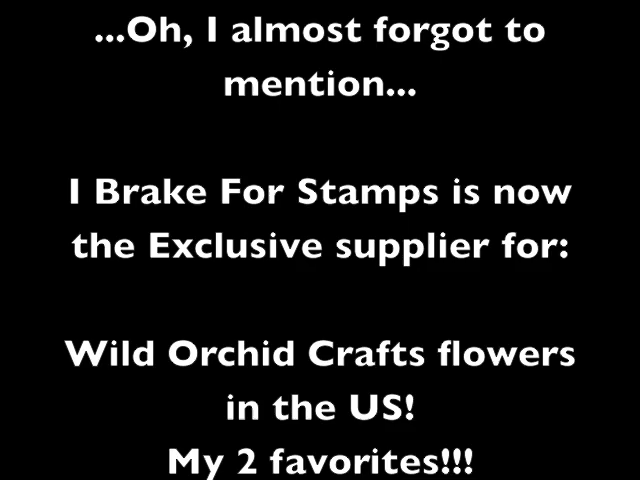 ...Oh, I almost forgot to
mention...
I Brake For Stamps is now
the Exclusive supplier for:
Wild Orchid Crafts flowers
in the US!
My 2 favorites!!!